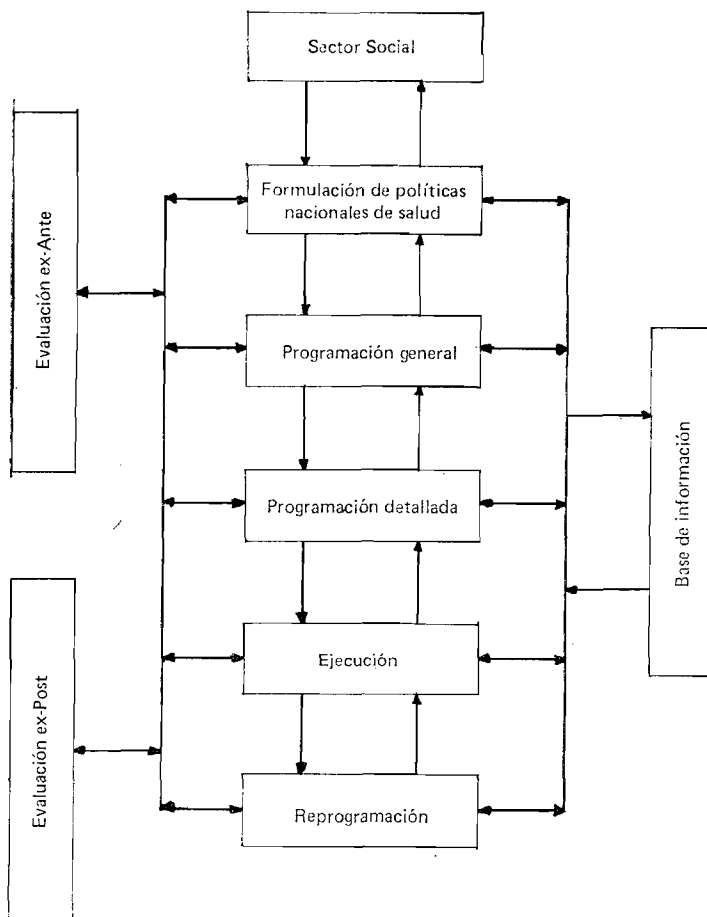 Sector Social
Formulación de políticas
nacionales de salud
Evaluación ex-Ante
Programación general
Programación detallada
Base de información
Ejecución
Evaluación ex-Post
Reprogramación